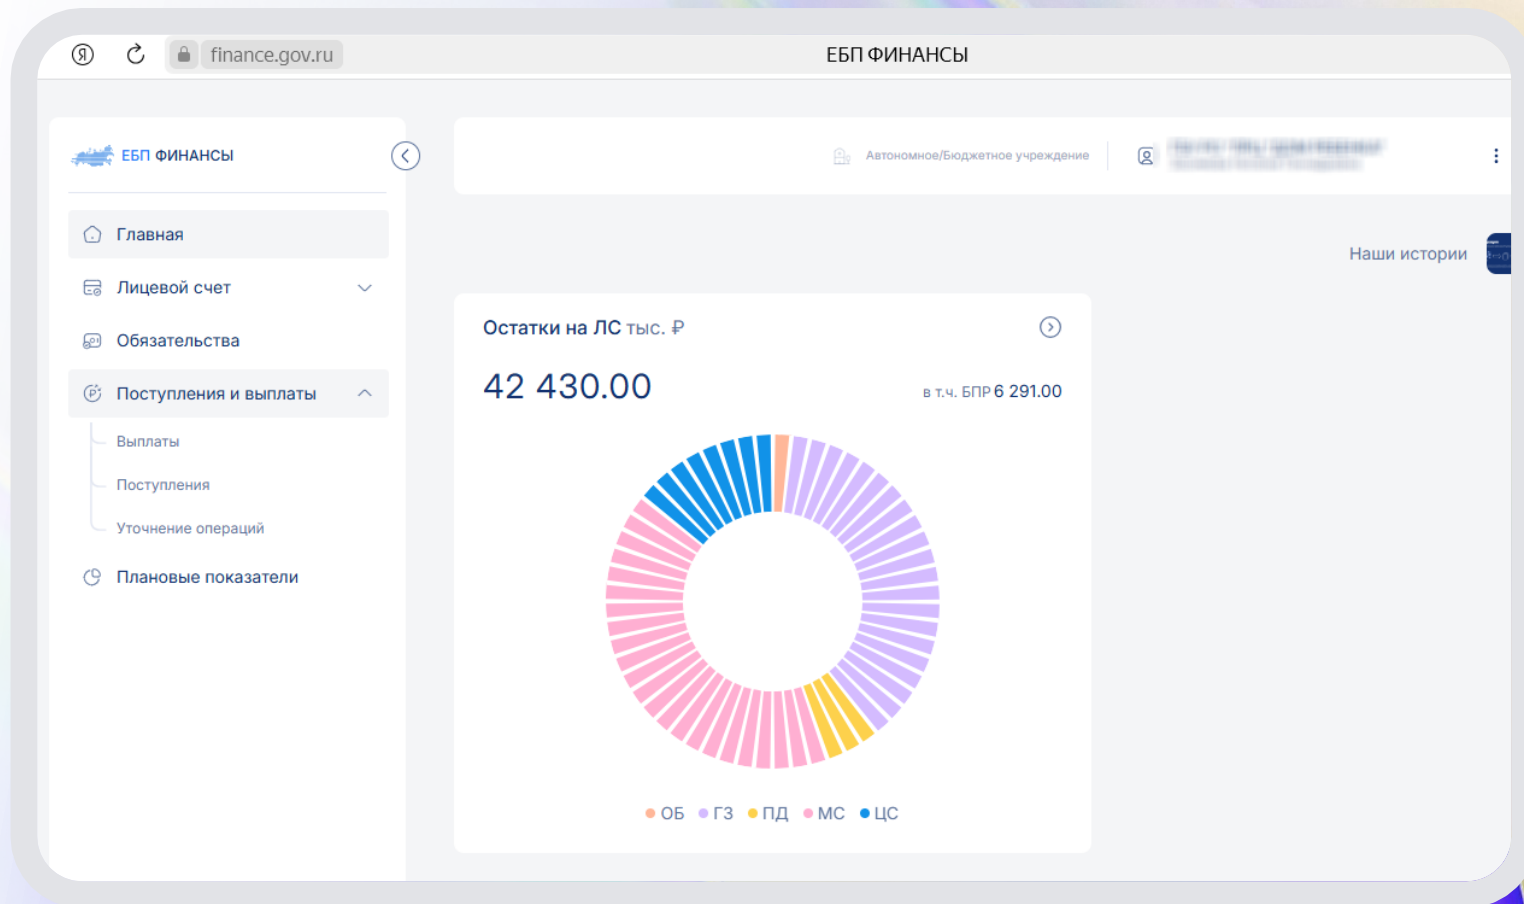 finance.gov.ru
ЕБП ФИНАНСЫ
ЕБП ФИНАНСЫ
Автономное/Бюджетное учреждение
Главная
Наши истории
Лицевой счет
Обязательства
Поступления и выплаты
Выплаты
Поступления
Уточнение операций
Плановые показатели
Остатки на ЛС тыс. ₽
42 430.00
в т.ч. БПР 6 291.00
ОБ ГЗ ПД МС ЦС